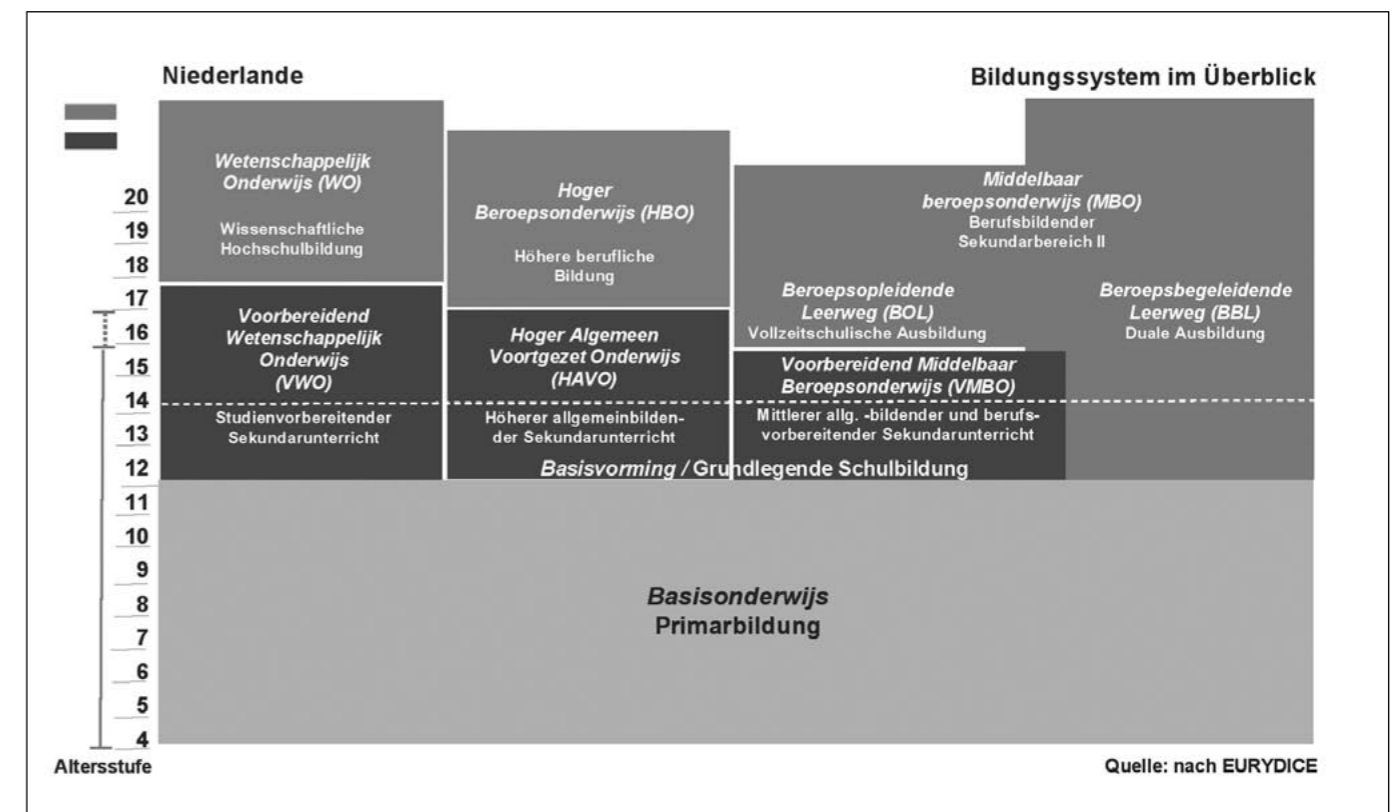 Niederlande
Bildungssystem im Überblick
Wetenschappelijk
Onderwijs (WO)
Wissenschaftliche
Hochschulbildung
Hoger
Beroepsonderwijs (HBO)
Höhere berufliche
Bildung
Middelbaar
beroepsonderwijs (MBO)
Berufsbildender
Sekundarbereich II
Beroepsopleidende
Leerweg (BOL)
Vollzeitschulische Ausbildung
Beroepsbegeleidende
Leerweg (BBL)
Duale Ausbildung
Voorbereidend
Wetenschappelijk
Onderwijs
(VWO)
Studienvorbereitender
Sekundarunterricht
Hoger Algemeen
Voortgezet Onderwijs
(HAVO)
Höherer allgemeinbilden-
der Sekundarunterricht
Voorbereidend Middelbaar
Beroepsonderwijs (VMBO)
Mittlerer allg. -bildender und berufs-
vorbereitender Sekundarunterricht
Basisvorming / Grundlegende Schulbildung
Basisonderwijs
Primarbildung
20
19
18
17
16
15
14
13
12
11
10
9
8
7
6
5
4
Altersstufe
Quelle: nach EURYDICE